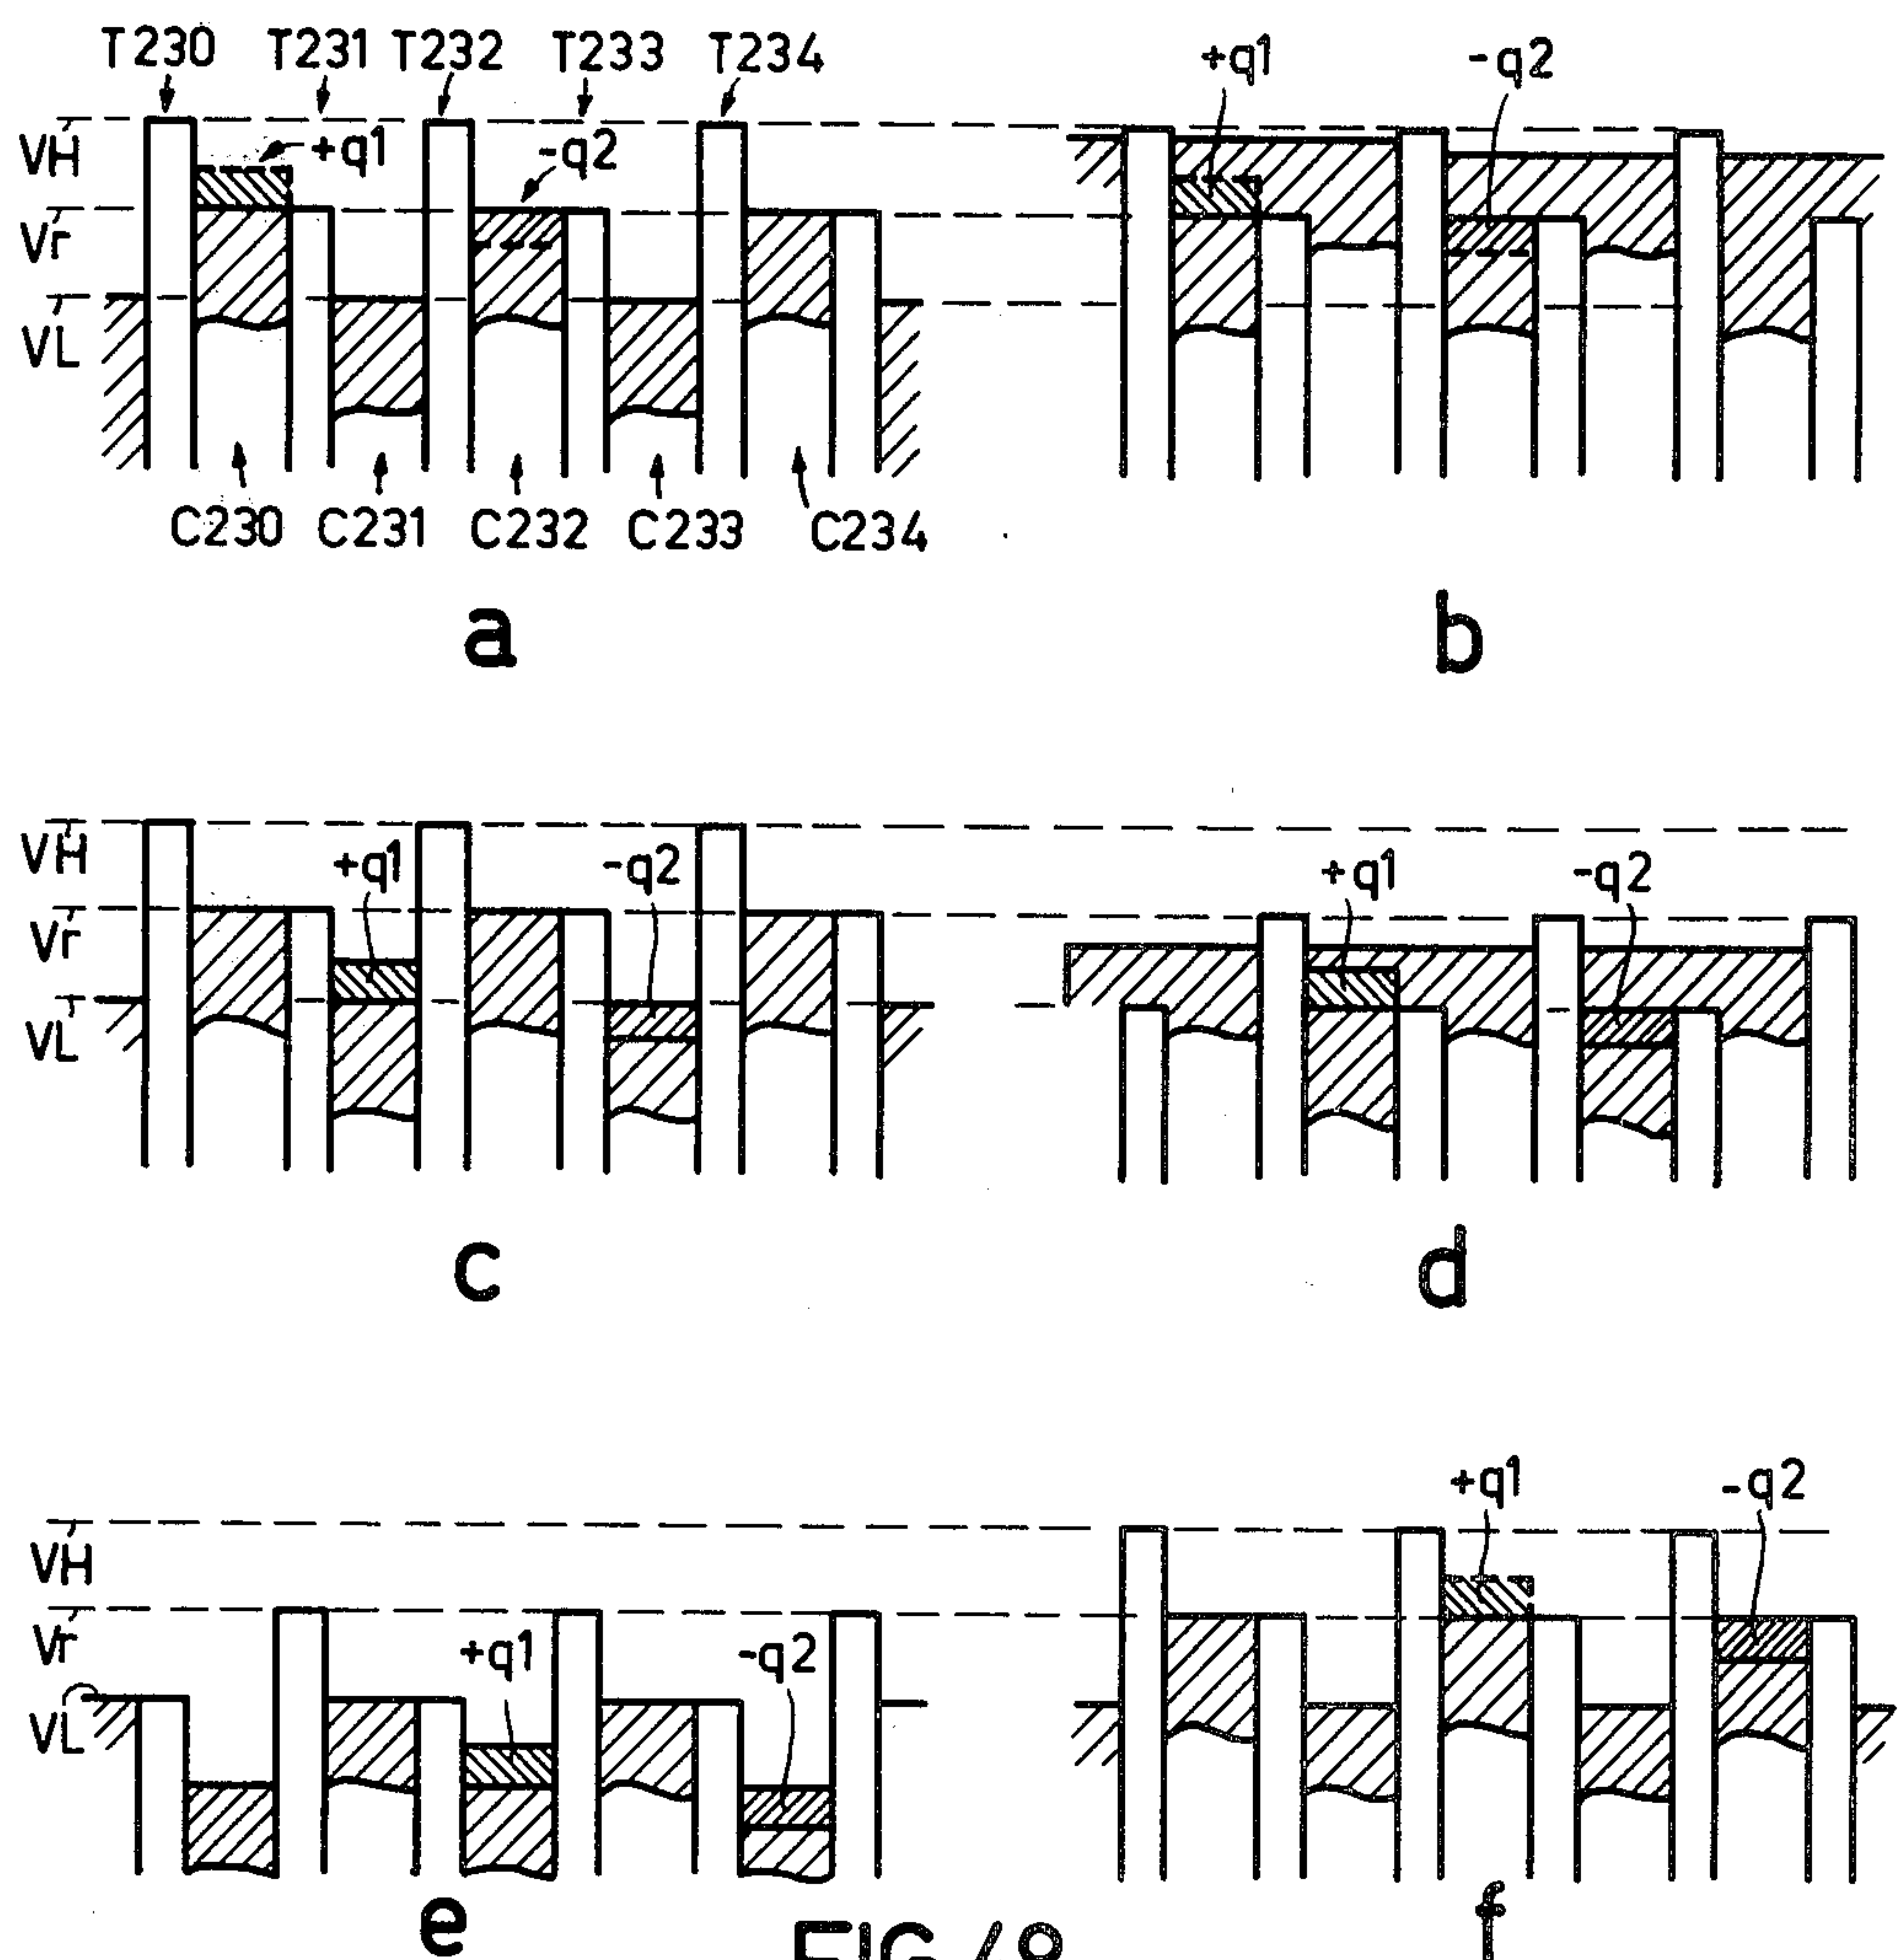 T230 T231 T232 T233 T234
+q1
-q2
VH
+q1
-q2
Vr
VL
C230 C231 C232 C233 C234
a
b
VH
+q1
-q2
+q1
-q2
Vr
VL
c
d
+q1
-q2
VH
Vr
+q1
-q2
VL
e
f